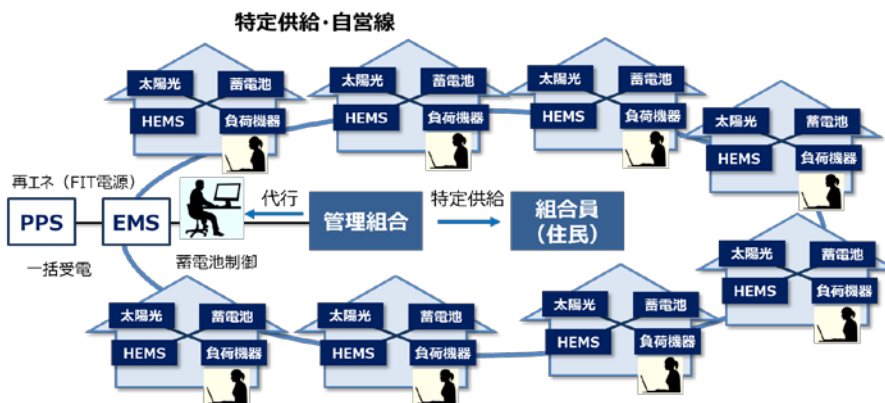 特定供給・自営線
太陽光 蓄電池
HEMS 負荷機器
太陽光 蓄電池
HEMS 負荷機器
太陽光 蓄電池
HEMS 負荷機器
太陽光 蓄電池
HEMS 負荷機器
再エネ（FIT電源）
PPS
EMS
代行
管理組合
特定供給
組合員
（住民）
一括受電
蓄電池制御
太陽光 蓄電池
HEMS 負荷機器
太陽光 蓄電池
HEMS 負荷機器
太陽光 蓄電池
HEMS 負荷機器
太陽光 蓄電池
HEMS 負荷機器